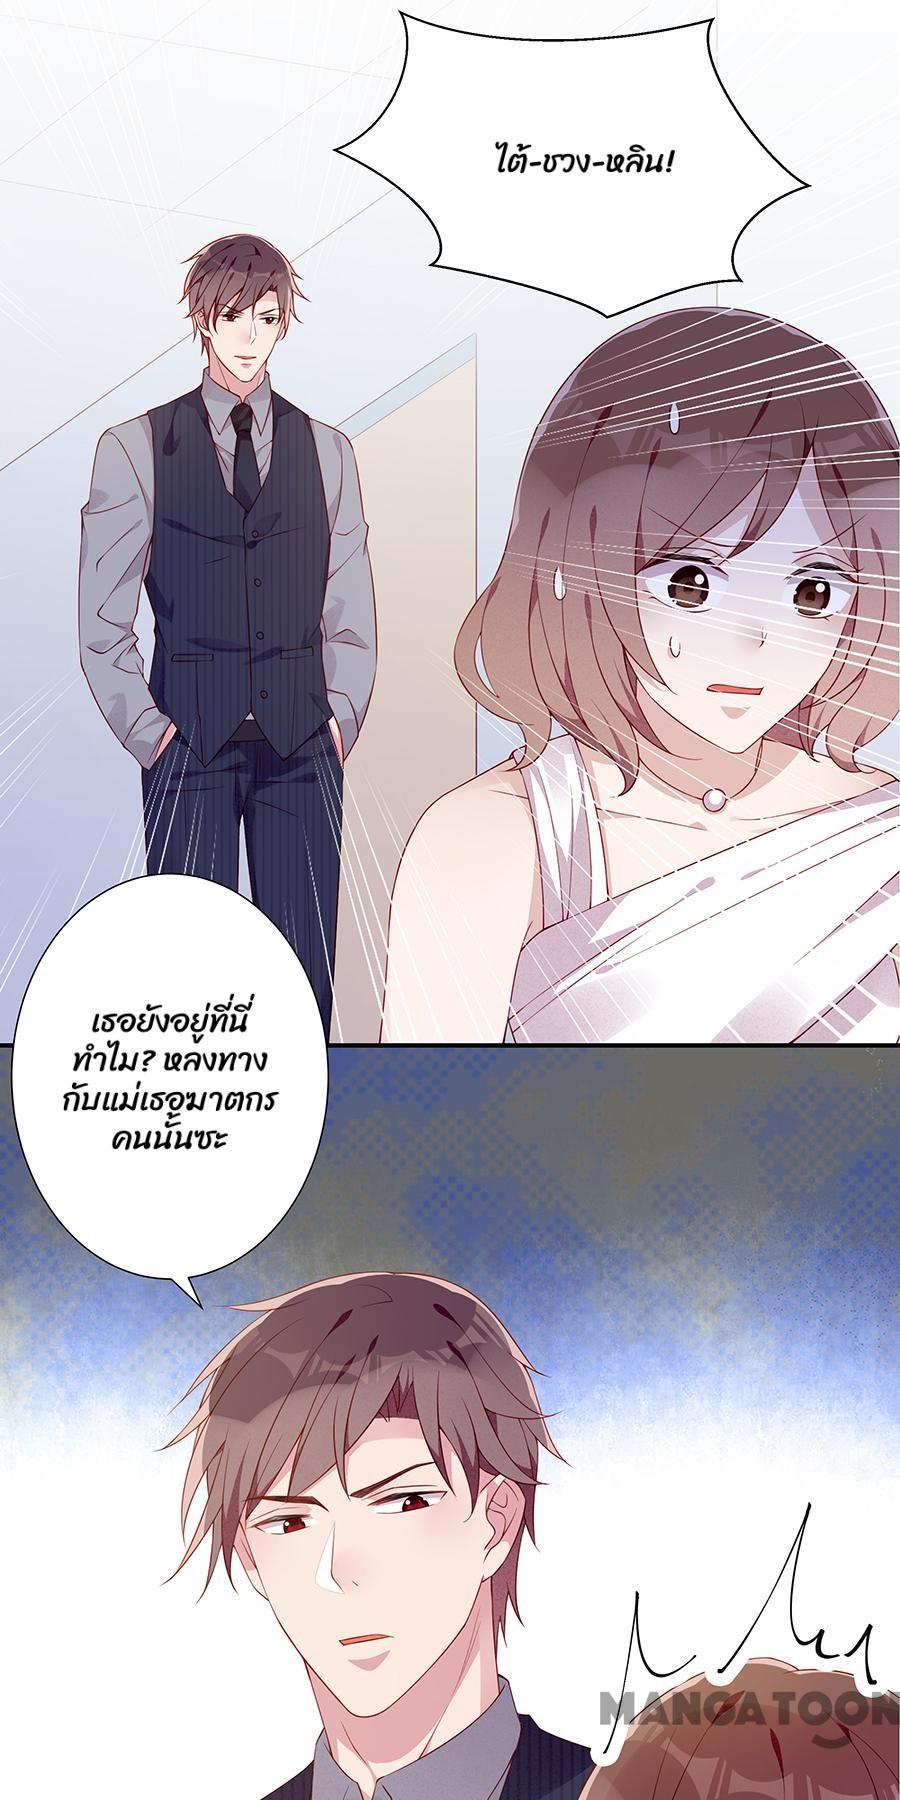 ไต้-ชวง-หลิน!
เธอยังอยู่ที่นี่
ทำไม? หลงทาง
กับแม่เธอฆาตกร
คนนั้นซะ
MANGATOON